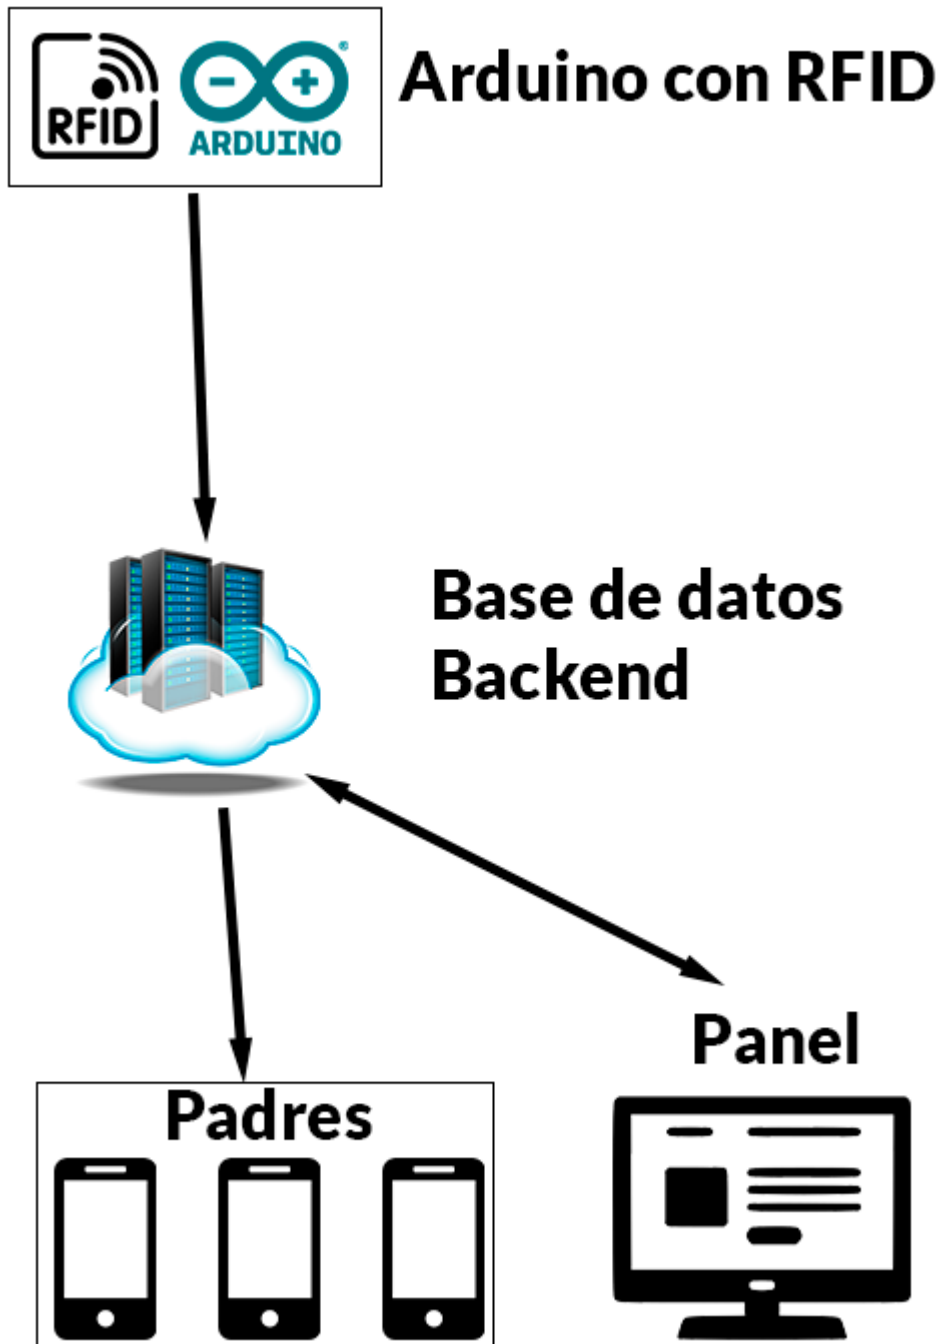 RFID
ARDUINO
Arduino con RFID
Base de datos
Backend
Panel
Padres